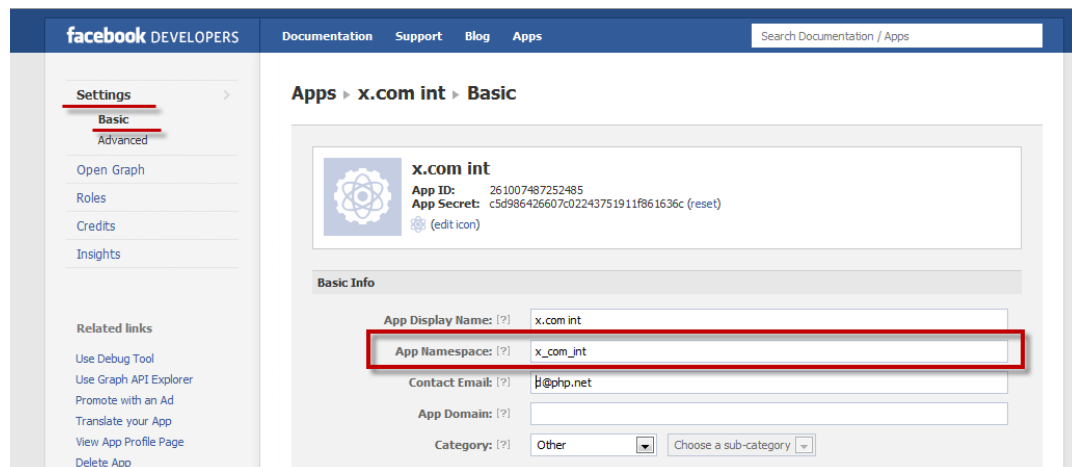 facebook DEVELOPERS
Documentation Support Blog Apps
Search Documentation / Apps
Settings
Basic
Advanced
Open Graph
Roles
Credits
Insights
Related links
Use Debug Tool
Use Graph API Explorer
Promote with an Ad
Translate your App
View App Profile Page
Delete App
Apps ▸ x.com int ▸ Basic
x.com int
App ID: 261007487252485
App Secret: c5d986426607c02243751911f861636c (reset)
(edit icon)
Basic Info
App Display Name: [?] x.com int
App Namespace: [?] x_com_int
Contact Email: [?] d@php.net
App Domain: [?]
Category: [?] Other Choose a sub-category